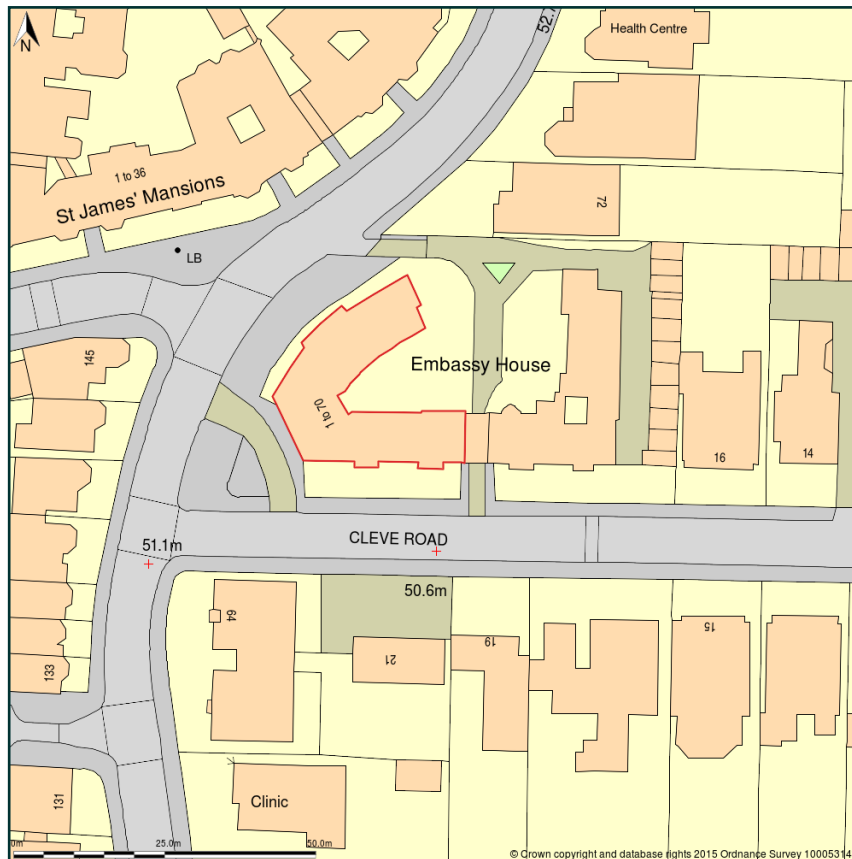 N
52.7
Health Centre
1 to 36
St James' Mansions
72
LB
145
Embassy House
1 to 70
16
14
CLEVE ROAD
51.1m
50.6m
64
21
19
15
133
131
Clinic
0m
25.0m
50.0m
© Crown copyright and database rights 2015 Ordnance Survey 10005314